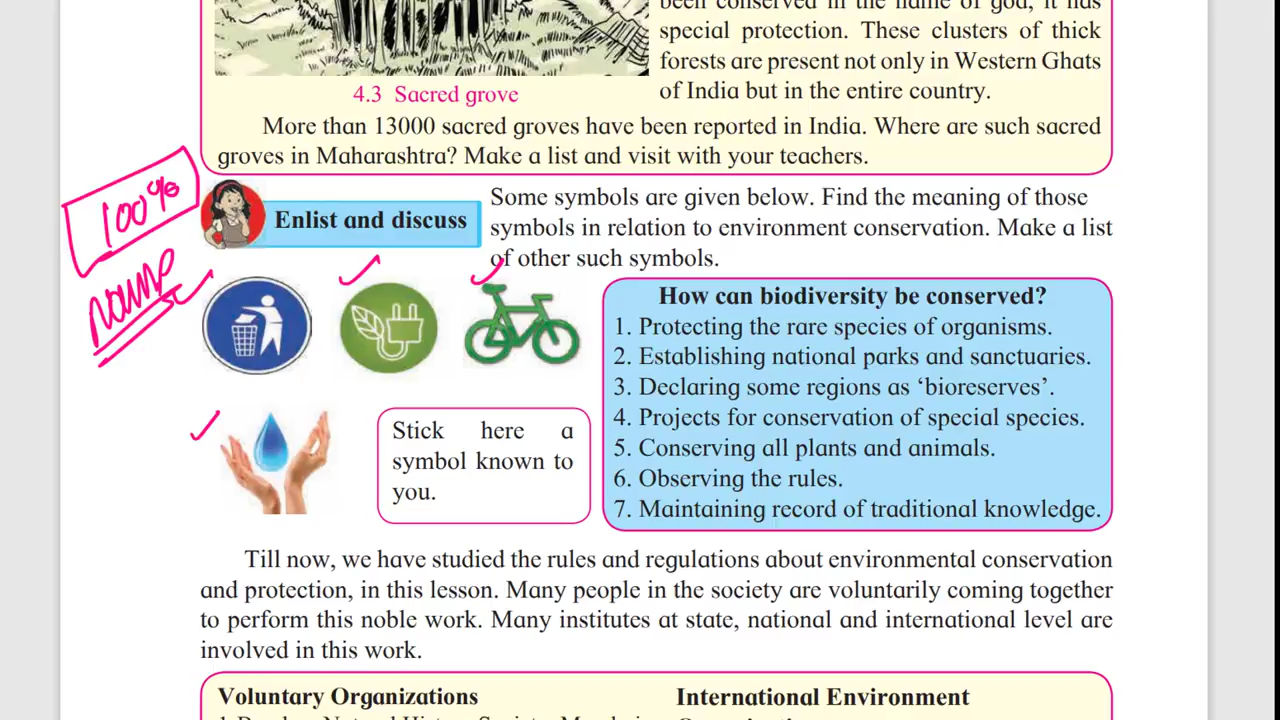 been conserved in the name of god, it has
special protection. These clusters of thick
forests are present not only in Western Ghats
of India but in the entire country.
4.3 Sacred grove
More than 13000 sacred groves have been reported in India. Where are such sacred
groves in Maharashtra? Make a list and visit with your teachers.
100%
Enlist and discuss
Some symbols are given below. Find the meaning of those
symbols in relation to environment conservation. Make a list
of other such symbols.
How can biodiversity be conserved?
1. Protecting the rare species of organisms.
2. Establishing national parks and sanctuaries.
3. Declaring some regions as ‘bioreserves’.
4. Projects for conservation of special species.
5. Conserving all plants and animals.
6. Observing the rules.
7. Maintaining record of traditional knowledge.
Stick here a
symbol known to
you.
Till now, we have studied the rules and regulations about environmental conservation
and protection, in this lesson. Many people in the society are voluntarily coming together
to perform this noble work. Many institutes at state, national and international level are
involved in this work.
Voluntary Organizations
International Environment